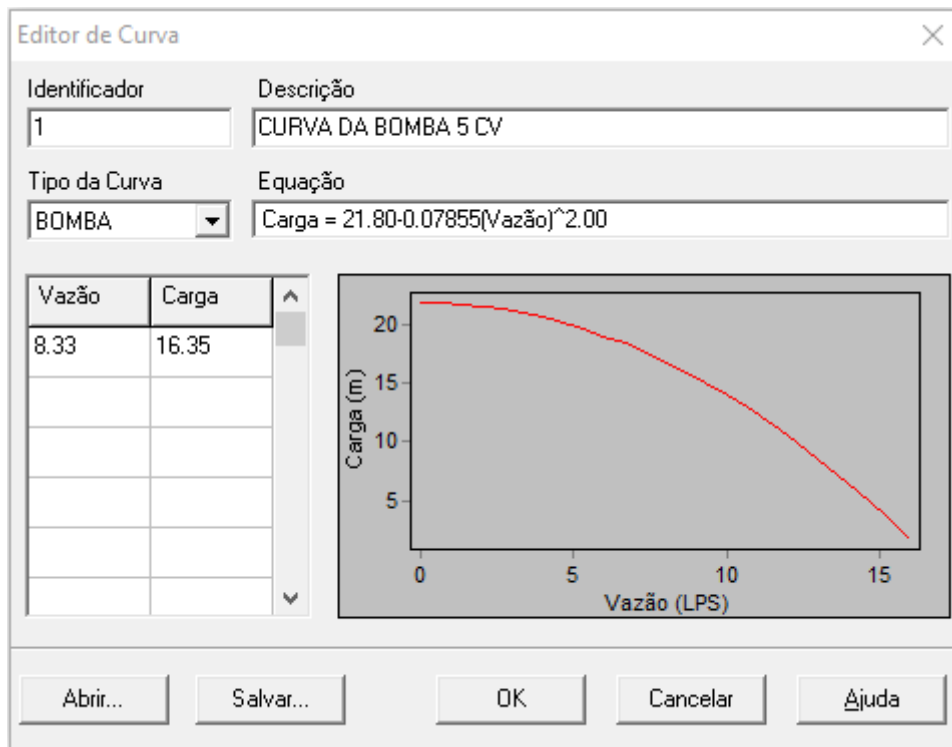 Editor de Curva
Identificador
Descrição
1
CURVA DA BOMBA 5 CV
Tipo da Curva
Equação
BOMBA
Carga = 21.80-0.07855(Vazão)^2.00
Vazão
Carga
8.33
16.35
Carga (m)
20
15
10
5
0
5
10
15
Vazão (LPS)
Abrir...
Salvar...
OK
Cancelar
Ajuda